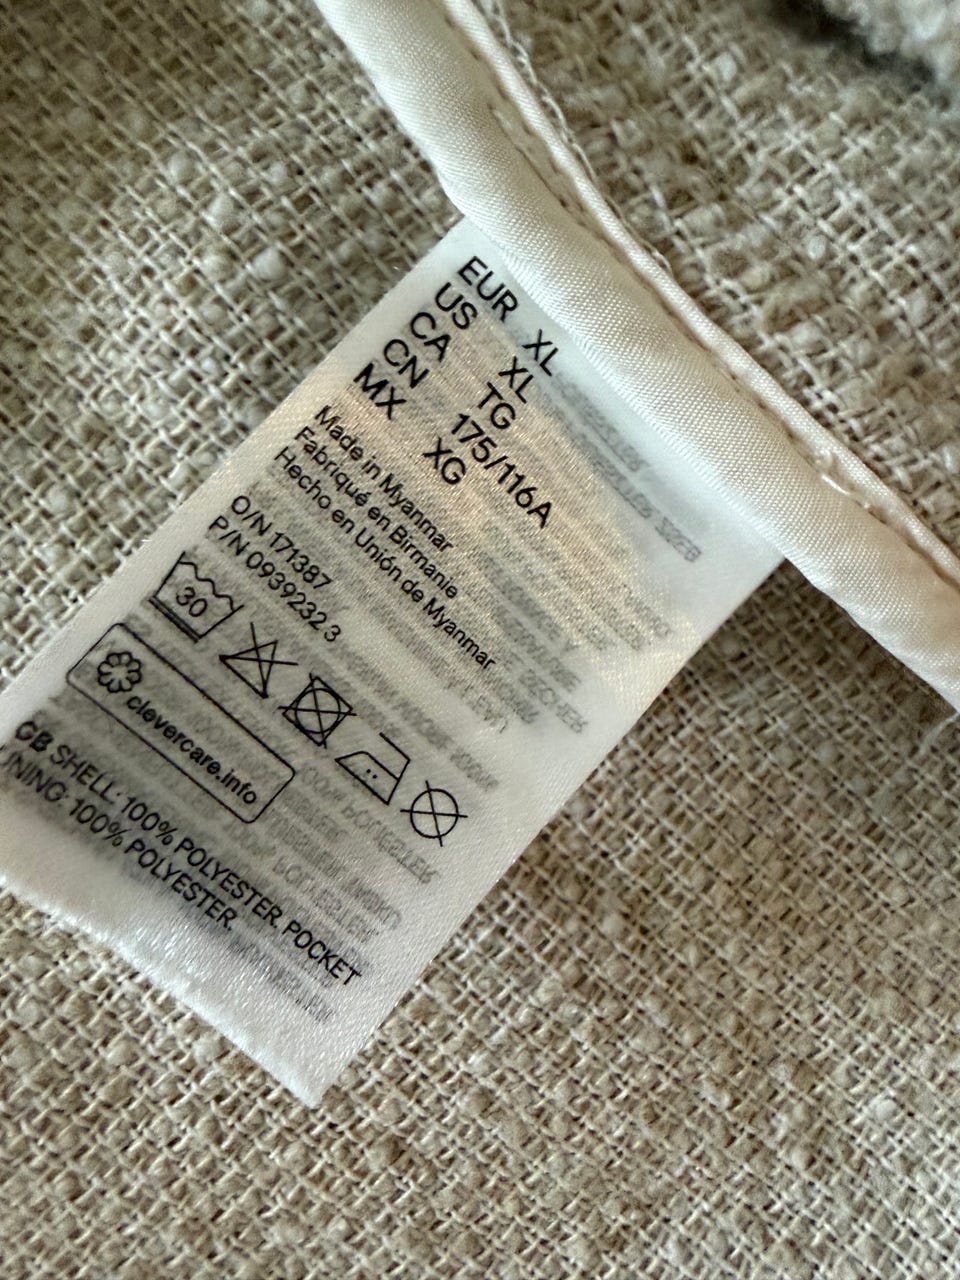 EUR XL
US XL
CA TG
CN 175/116A
MX XG
Made in Myanmar
Fabriqué en Birmanie
Hecho en Unión de Myanmar
O/N 171387
P/N 0939232 3
30
clevercare.info
GB SHELL: 100% POLYESTER. POCKET
LINING: 100% POLYESTER.